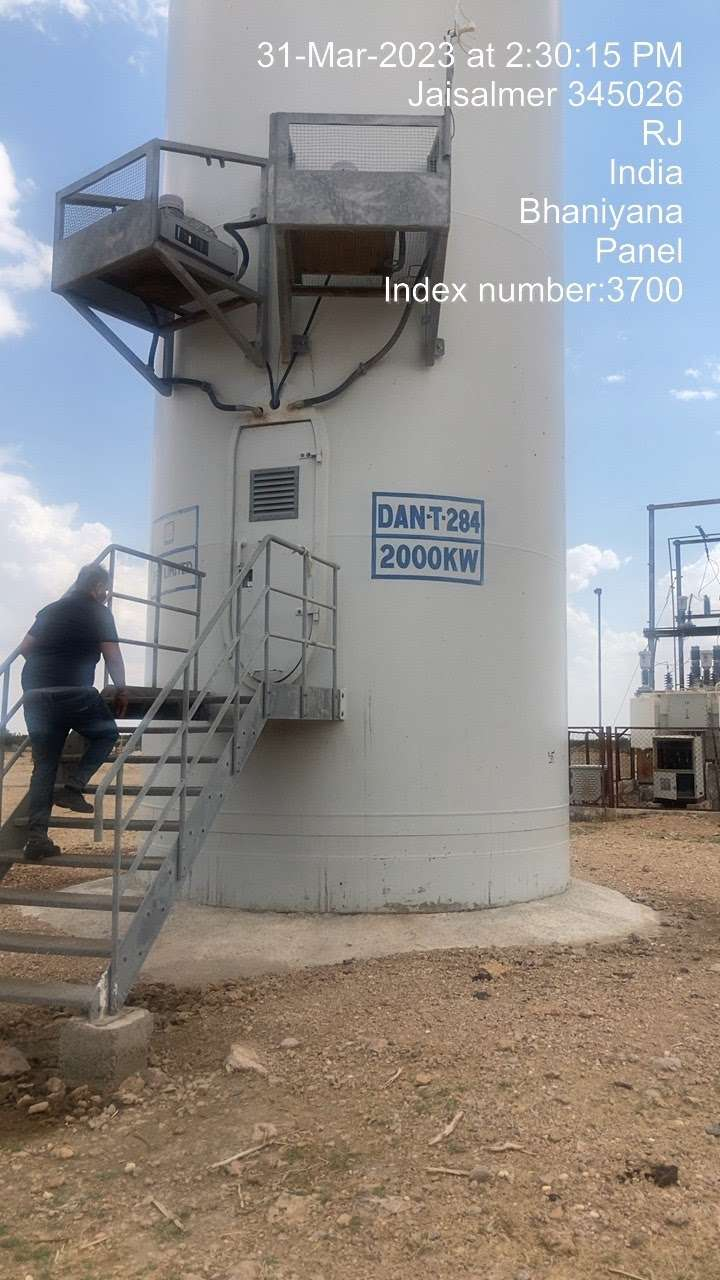 31-Mar-2023 at 2:30:15 PM
Jaisalmer 345026
RJ
India
Bhaniyana
Panel
Index number:3700
DAN-T-284
2000KW
LIMITED